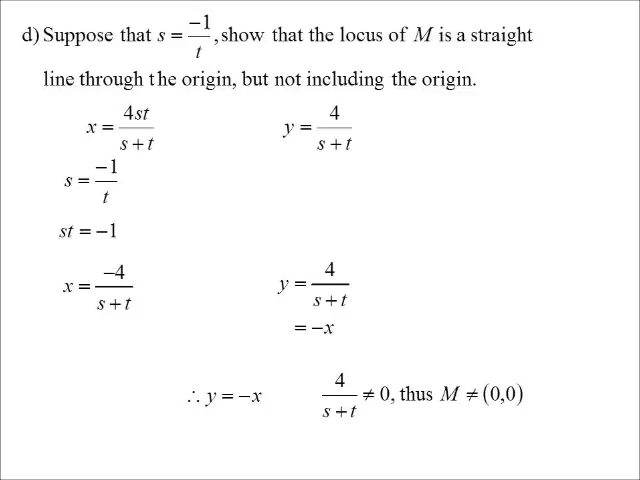 d) Suppose that s = −1/t, show that the locus of M is a straight
line through the origin, but not including the origin.
x = 4st/(s + t)    y = 4/(s + t)
s = −1/t
st = −1
x = −4/(s + t)    y = 4/(s + t)
= −x
∴ y = −x    4/(s + t) ≠ 0, thus M ≠ (0,0)